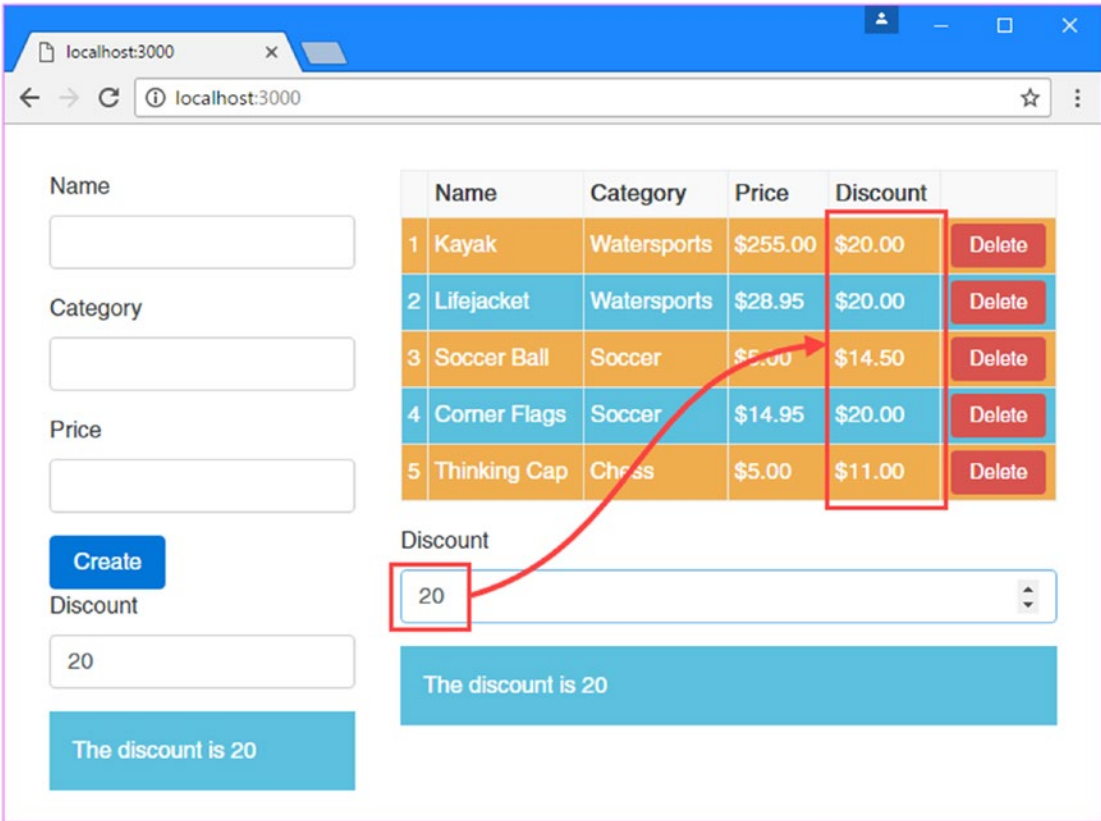 localhost:3000
localhost:3000
Name
Category
Price
Create
Discount
20
The discount is 20
Name Category Price Discount
1 Kayak Watersports $255.00 $20.00 Delete
2 Lifejacket Watersports $28.95 $20.00 Delete
3 Soccer Ball Soccer $5.00 $14.50 Delete
4 Corner Flags Soccer $14.95 $20.00 Delete
5 Thinking Cap Chess $5.00 $11.00 Delete
Discount
20
The discount is 20